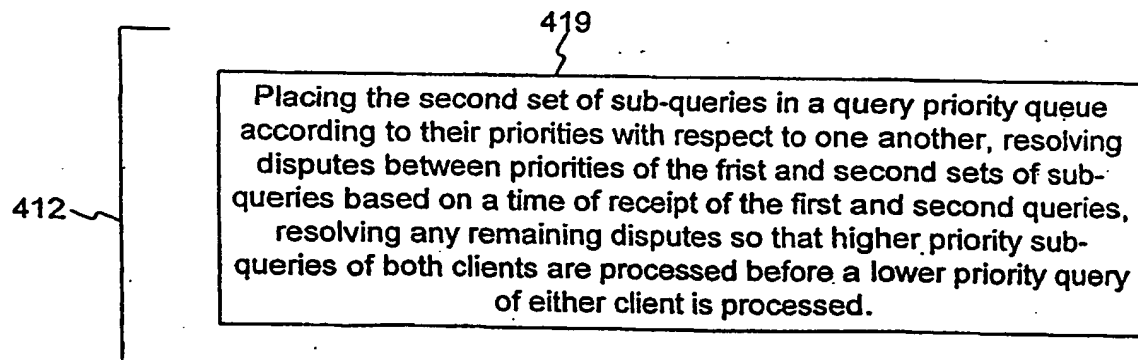 419
Placing the second set of sub-queries in a query priority queue
according to their priorities with respect to one another, resolving
disputes between priorities of the frist and second sets of sub-
412
queries based on a time of receipt of the first and second queries,
resolving any remaining disputes so that higher priority sub-
queries of both clients are processed before a lower priority query
of either client is processed.